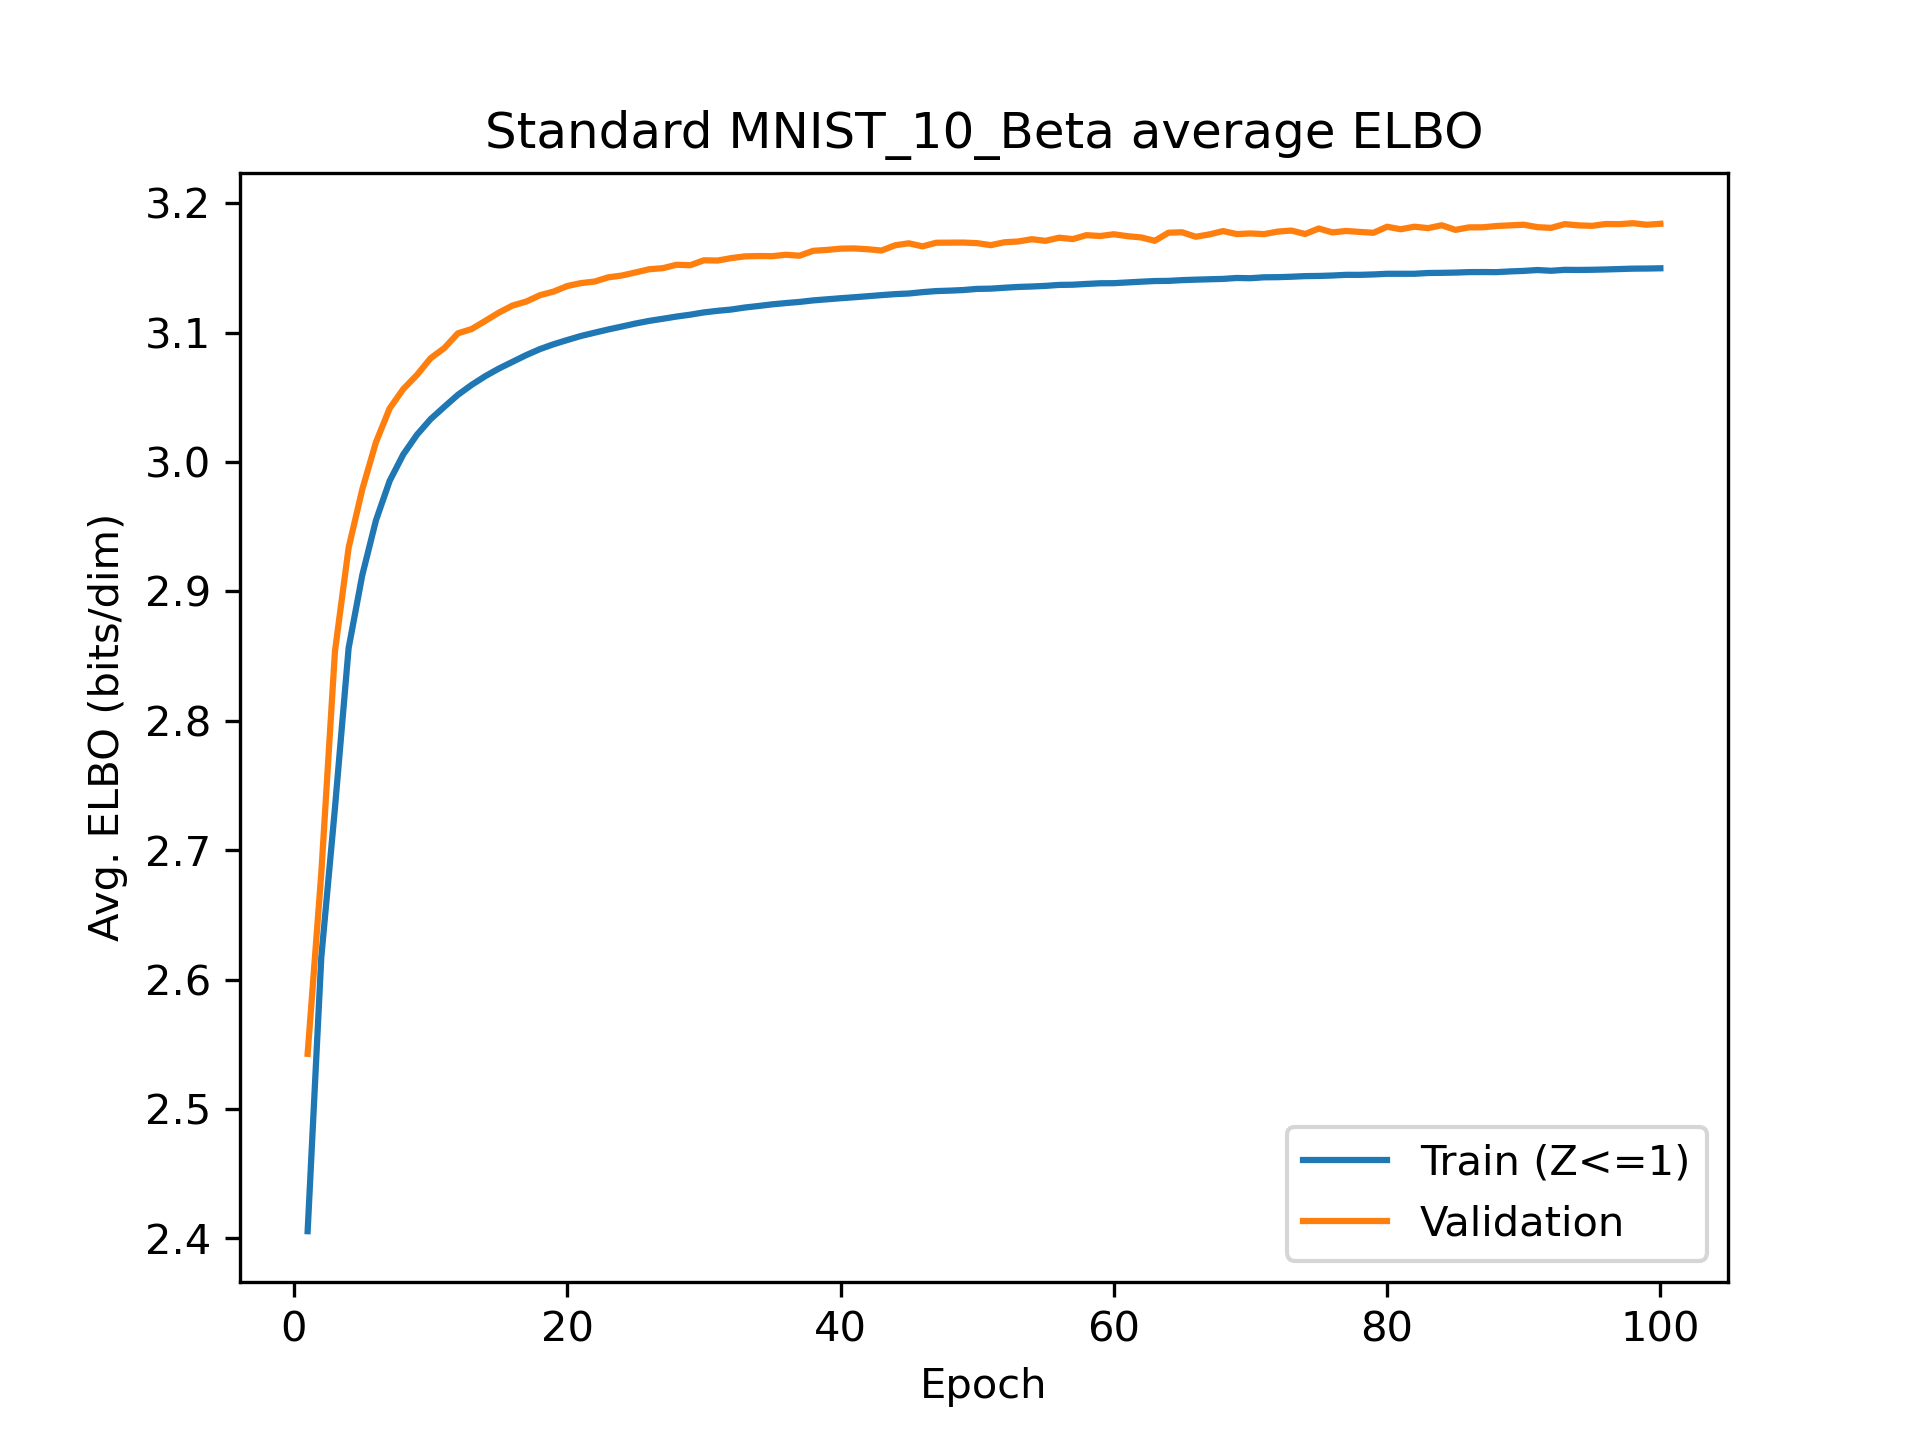 Standard MNIST_10_Beta average ELBO
Avg. ELBO (bits/dim)
3.2
3.1
3.0
2.9
2.8
2.7
2.6
2.5
2.4
Train (Z<=1)
Validation
0 20 40 60 80 100
Epoch